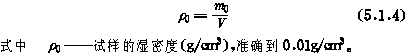 ρ₀ = m₀/V (5.1.4)
式中 ρ₀——试样的湿密度(g/cm³),准确到 0.01g/cm³。